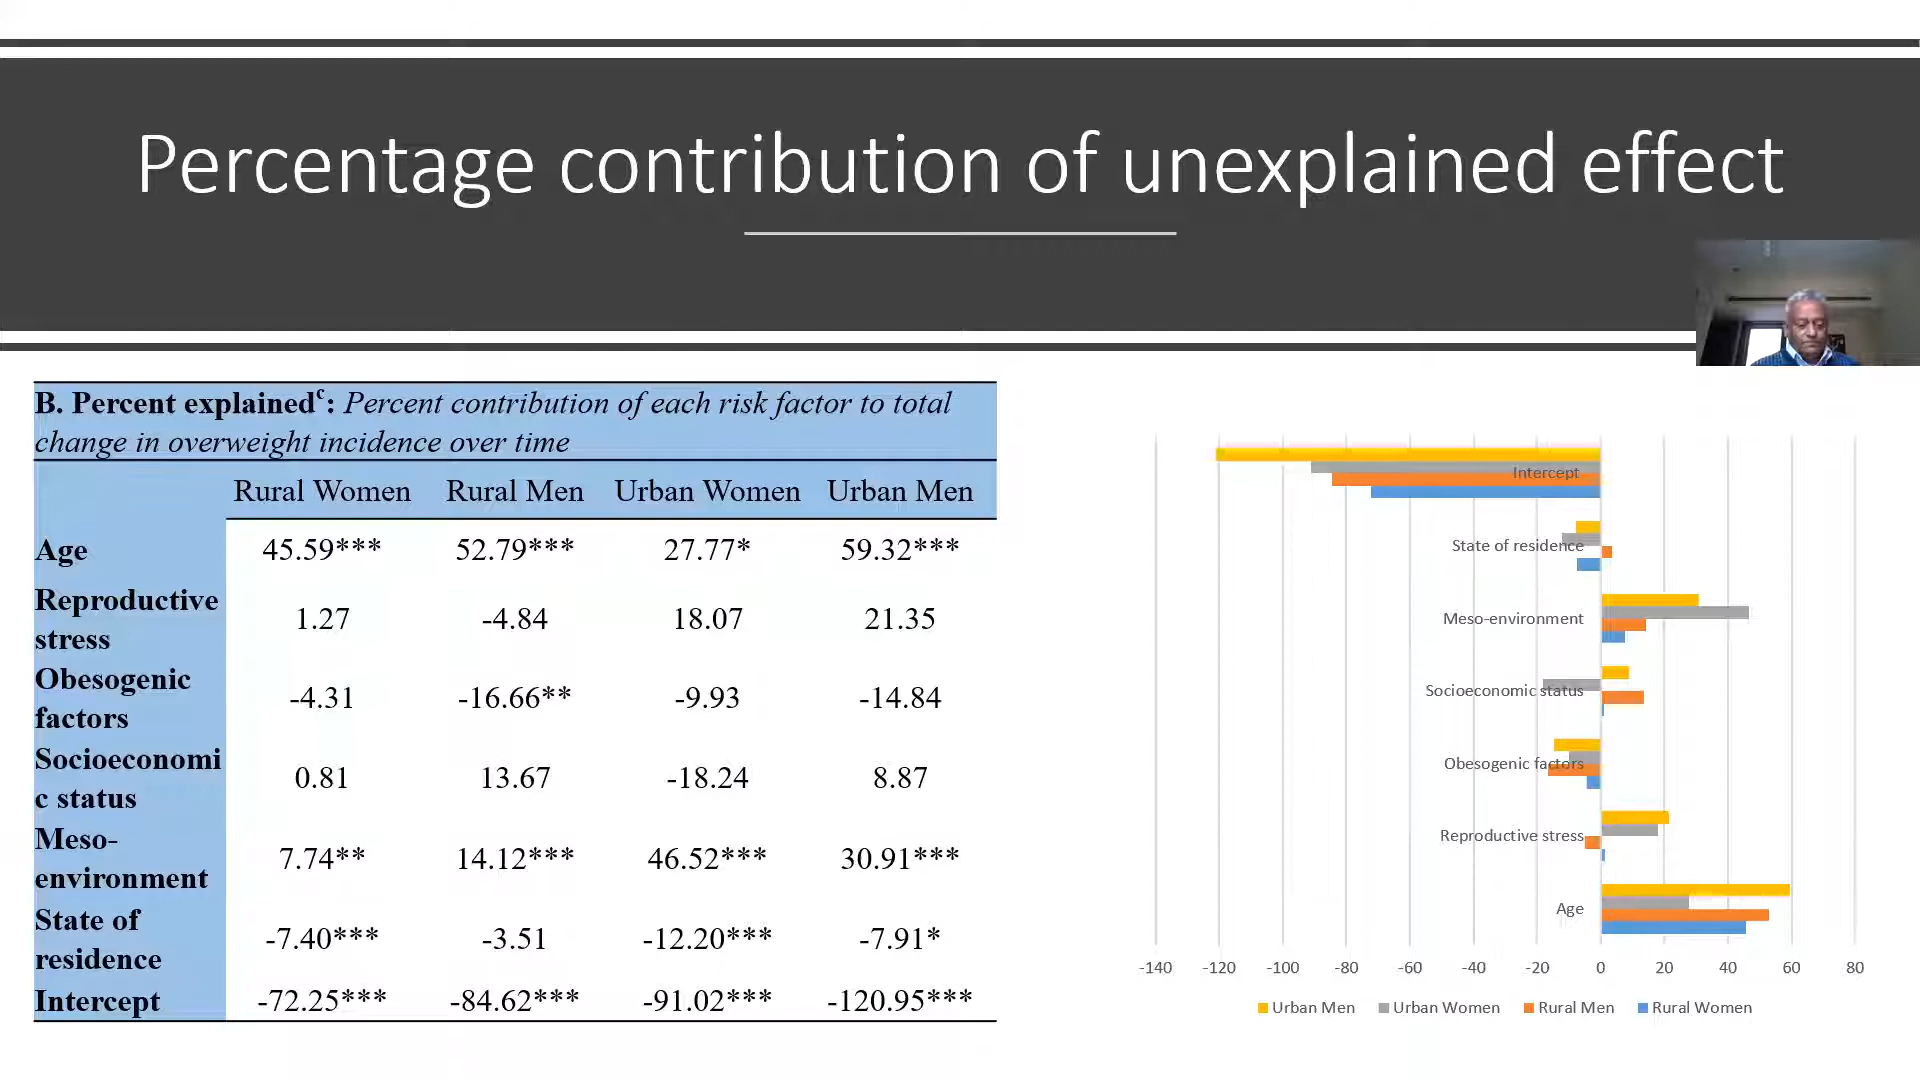 Percentage contribution of unexplained effect
B. Percent explainedᶜ: Percent contribution of each risk factor to total
change in overweight incidence over time
Rural Women Rural Men Urban Women Urban Men
Age 45.59*** 52.79*** 27.77* 59.32***
Reproductive
stress 1.27 -4.84 18.07 21.35
Obesogenic
factors -4.31 -16.66** -9.93 -14.84
Socioeconomi
c status 0.81 13.67 -18.24 8.87
Meso-
environment 7.74** 14.12*** 46.52*** 30.91***
State of
residence -7.40*** -3.51 -12.20*** -7.91*
Intercept -72.25*** -84.62*** -91.02*** -120.95***
Intercept
State of residence
Meso-environment
Socioeconomic status
Obesogenic factors
Reproductive stress
Age
-140 -120 -100 -80 -60 -40 -20 0 20 40 60 80
Urban Men Urban Women Rural Men Rural Women